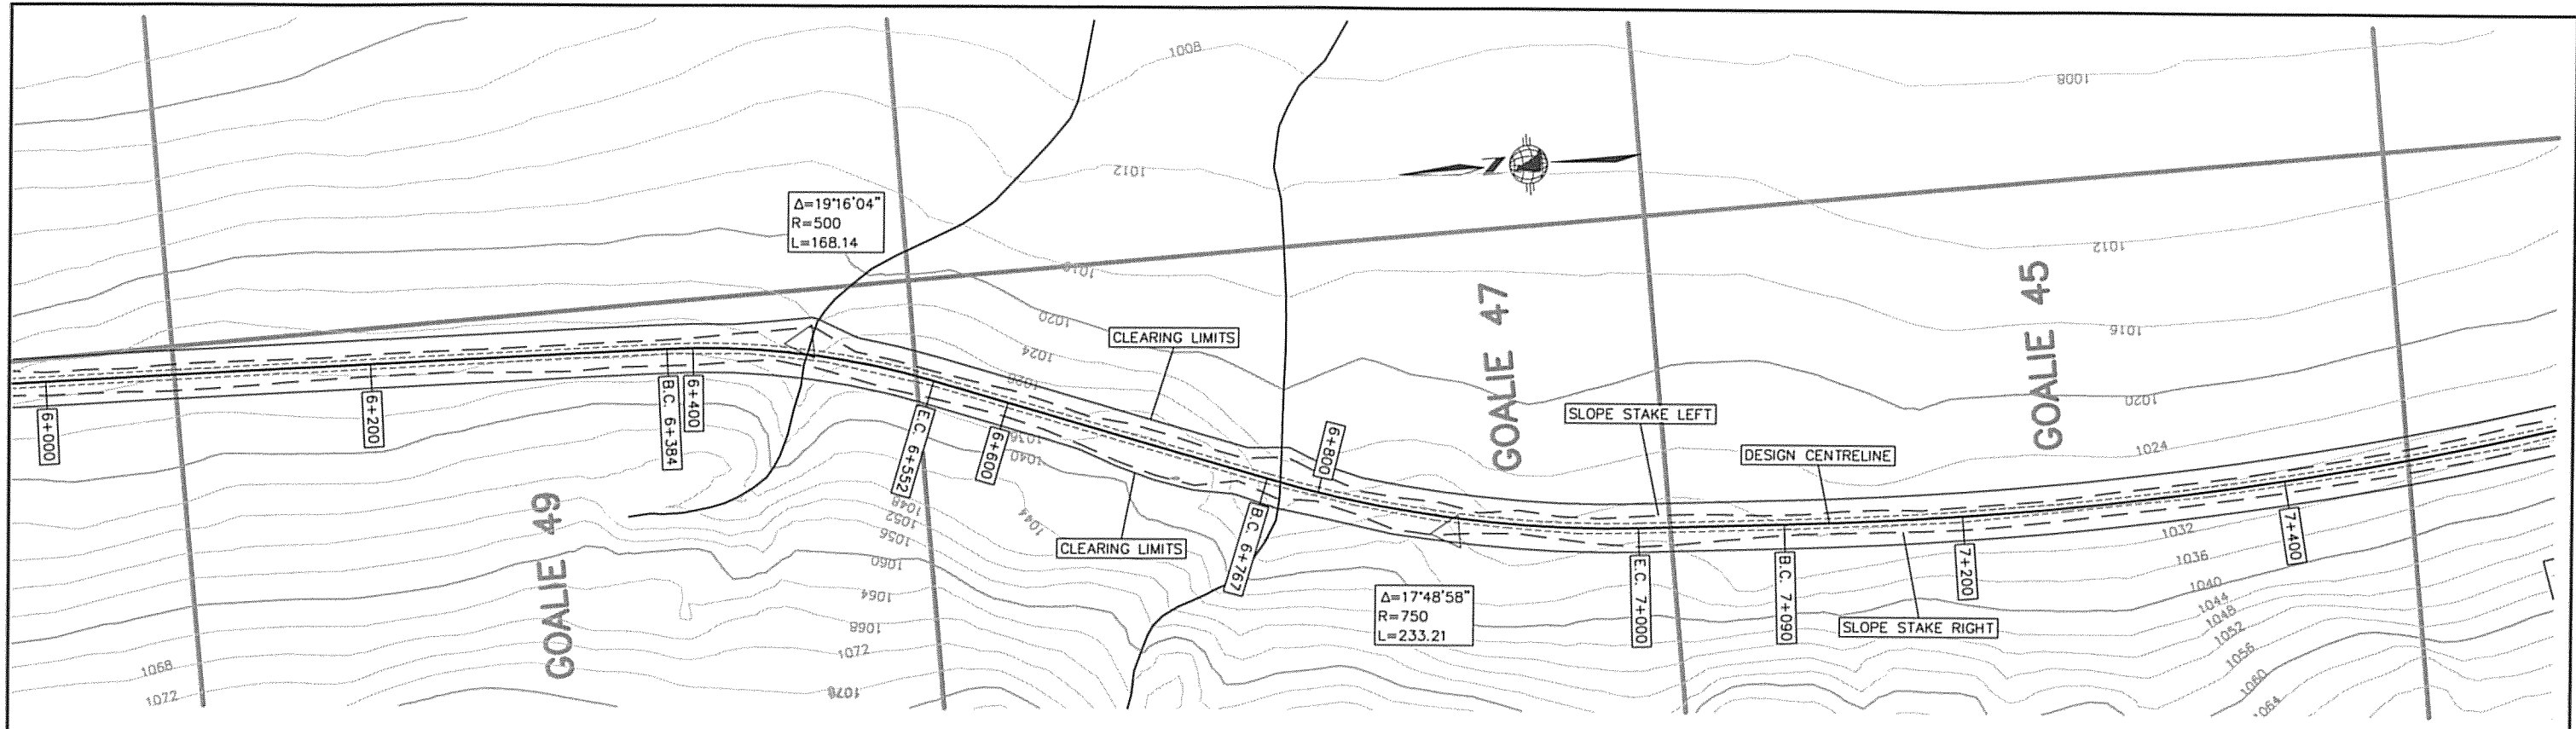 1008
1008
1012
Δ=19°16'04"
R=500
L=168.14
1012
1016
1020
1016
CLEARING LIMITS
1024
1028
1020
SLOPE STAKE LEFT
DESIGN CENTRELINE
1024
6+000
6+200
B.C. 6+384
6+400
E.C. 6+552
6+600
1036
1040
6+800
GOALIE 47
GOALIE 45
GOALIE 49
1048
1052
1056
1060
1064
1068
1072
1076
1044
CLEARING LIMITS
B.C. 6+767
Δ=17°48'58"
R=750
L=233.21
E.C. 7+000
B.C. 7+090
7+200
SLOPE STAKE RIGHT
7+400
1032
1036
1040
1044
1048
1052
1056
1060
1064
1068
1072